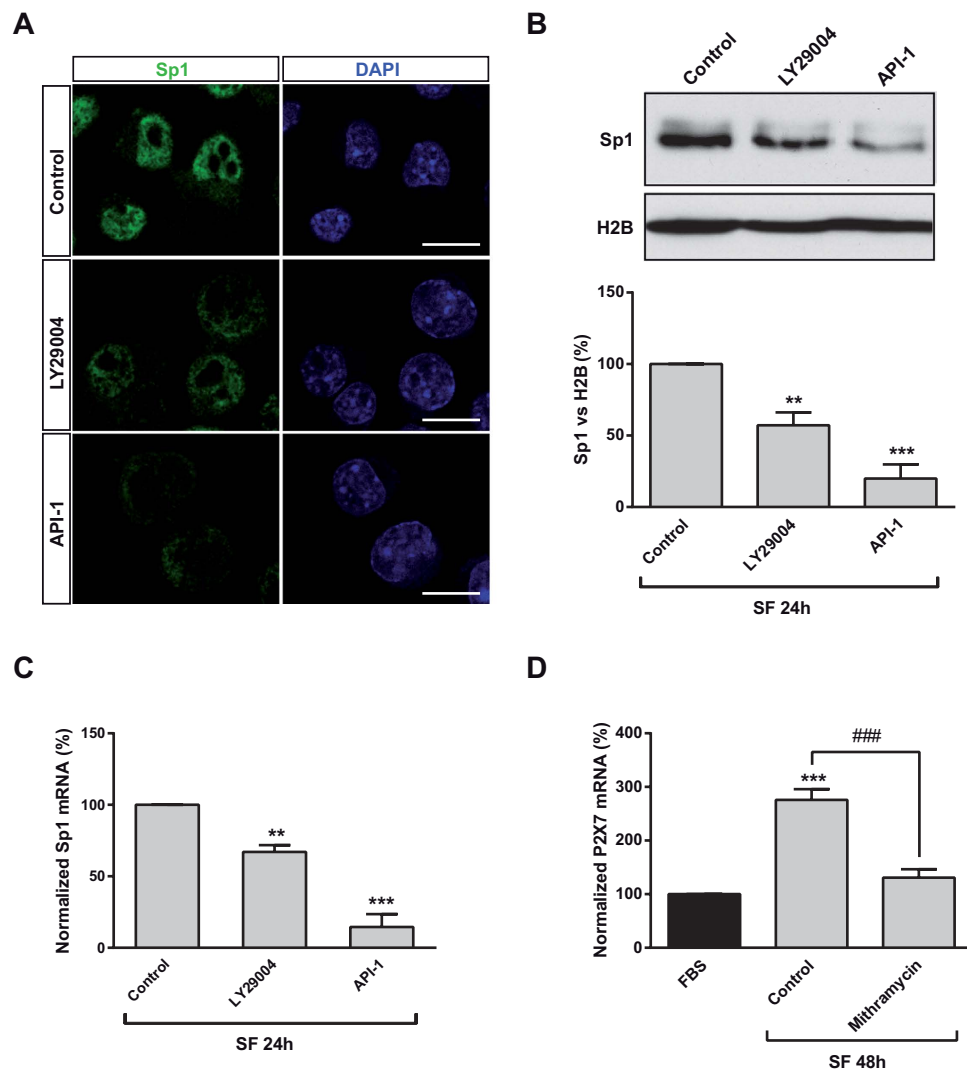 A
Sp1 DAPI
Control
LY29004
API-1
B
Control LY29004 API-1
Sp1
H2B
Sp1 vs H2B (%)
150
100
50
0
**
***
Control LY29004 API-1
SF 24h
C
Normalized Sp1 mRNA (%)
150
100
50
0
**
***
Control LY29004 API-1
SF 24h
D
Normalized P2X7 mRNA (%)
400
300
200
100
0
###
***
FBS Control Mithramycin
SF 48h